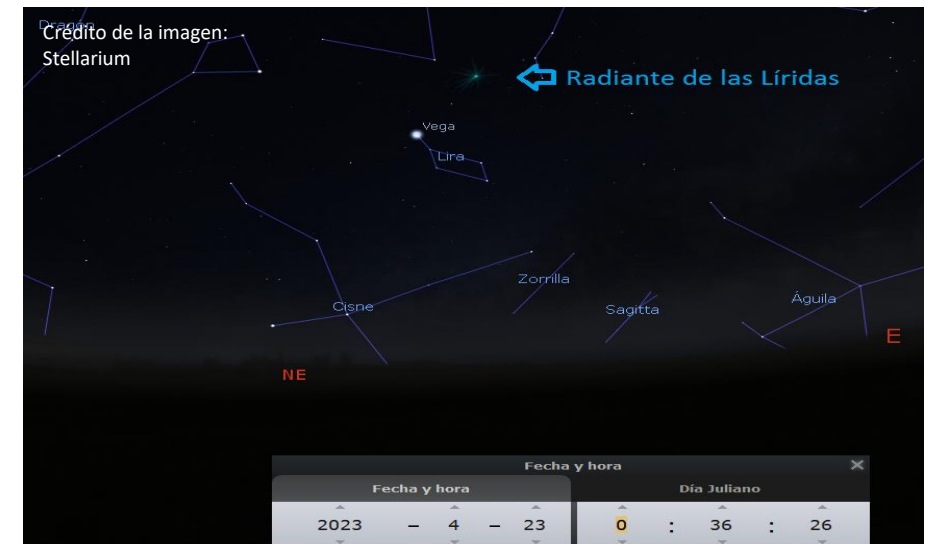 Dragón
Crédito de la imagen:
Stellarium
Radiante de las Líridas
Vega
Lira
Zorrilla
Cisne
Sagitta
Águila
E
NE
Fecha y hora
Fecha y hora
Día Juliano
2023 – 4 – 23 0 : 36 : 26